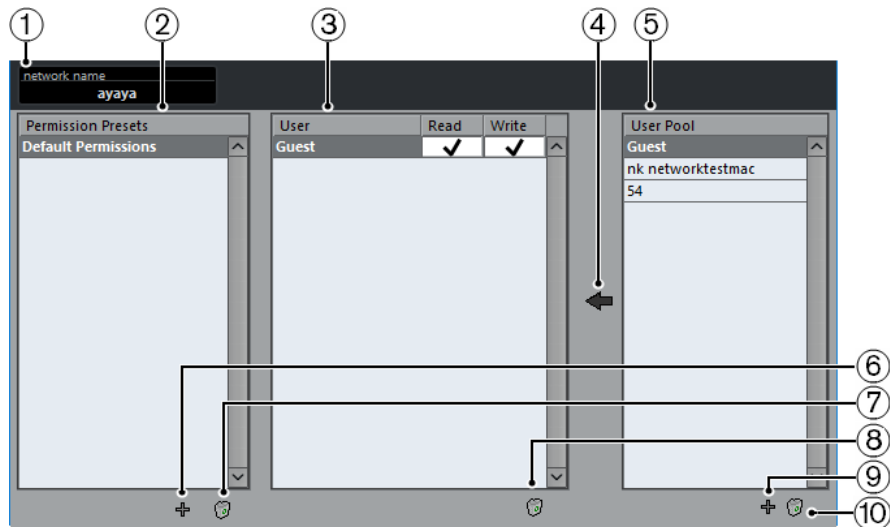 1
2
3
4
5
network name
ayaya
Permission Presets
Default Permissions
User Read Write
Guest
User Pool
Guest
nk networktestmac
54
6
7
8
9
10